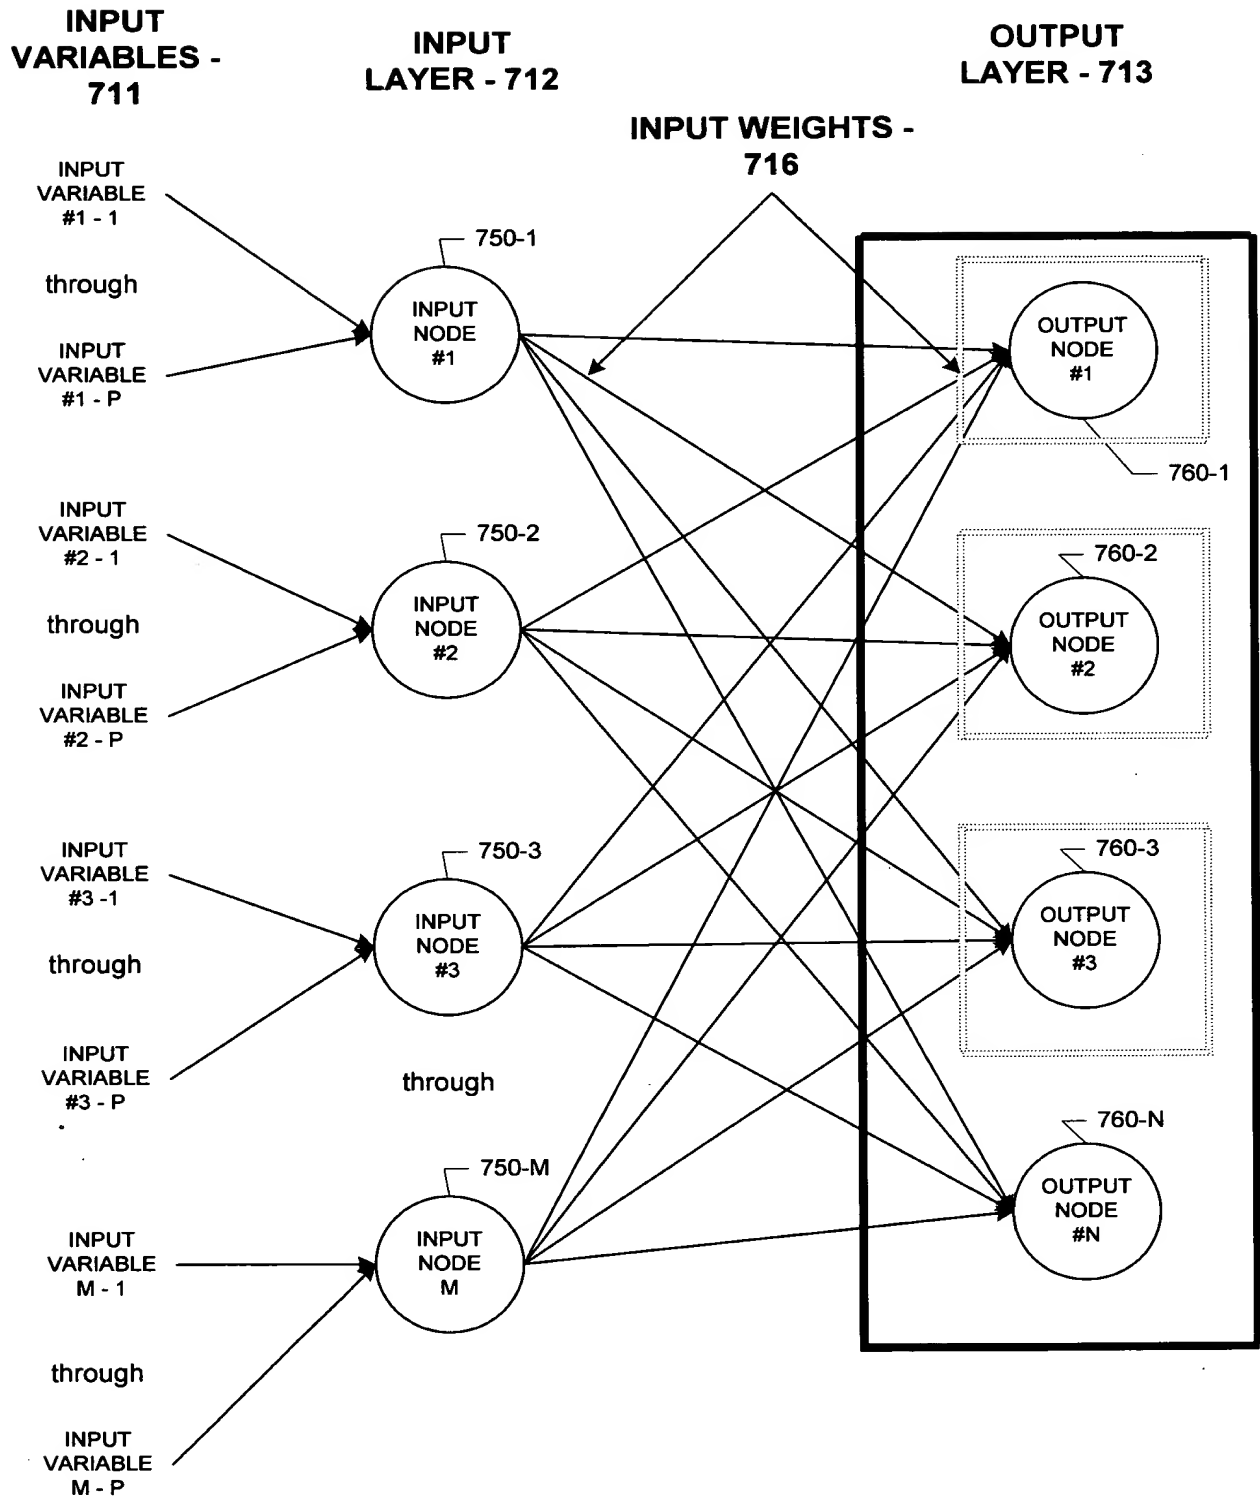 INPUT
VARIABLES -
711
INPUT
LAYER - 712
OUTPUT
LAYER - 713
INPUT WEIGHTS -
716
INPUT
VARIABLE
#1 - 1
through
INPUT
VARIABLE
#1 - P
INPUT
VARIABLE
#2 - 1
through
INPUT
VARIABLE
#2 - P
INPUT
VARIABLE
#3 -1
through
INPUT
VARIABLE
#3 - P
INPUT
VARIABLE
M - 1
through
INPUT
VARIABLE
M - P
750-1
INPUT
NODE
#1
750-2
INPUT
NODE
#2
750-3
INPUT
NODE
#3
through
750-M
INPUT
NODE
M
OUTPUT
NODE
#1
760-1
760-2
OUTPUT
NODE
#2
760-3
OUTPUT
NODE
#3
760-N
OUTPUT
NODE
#N